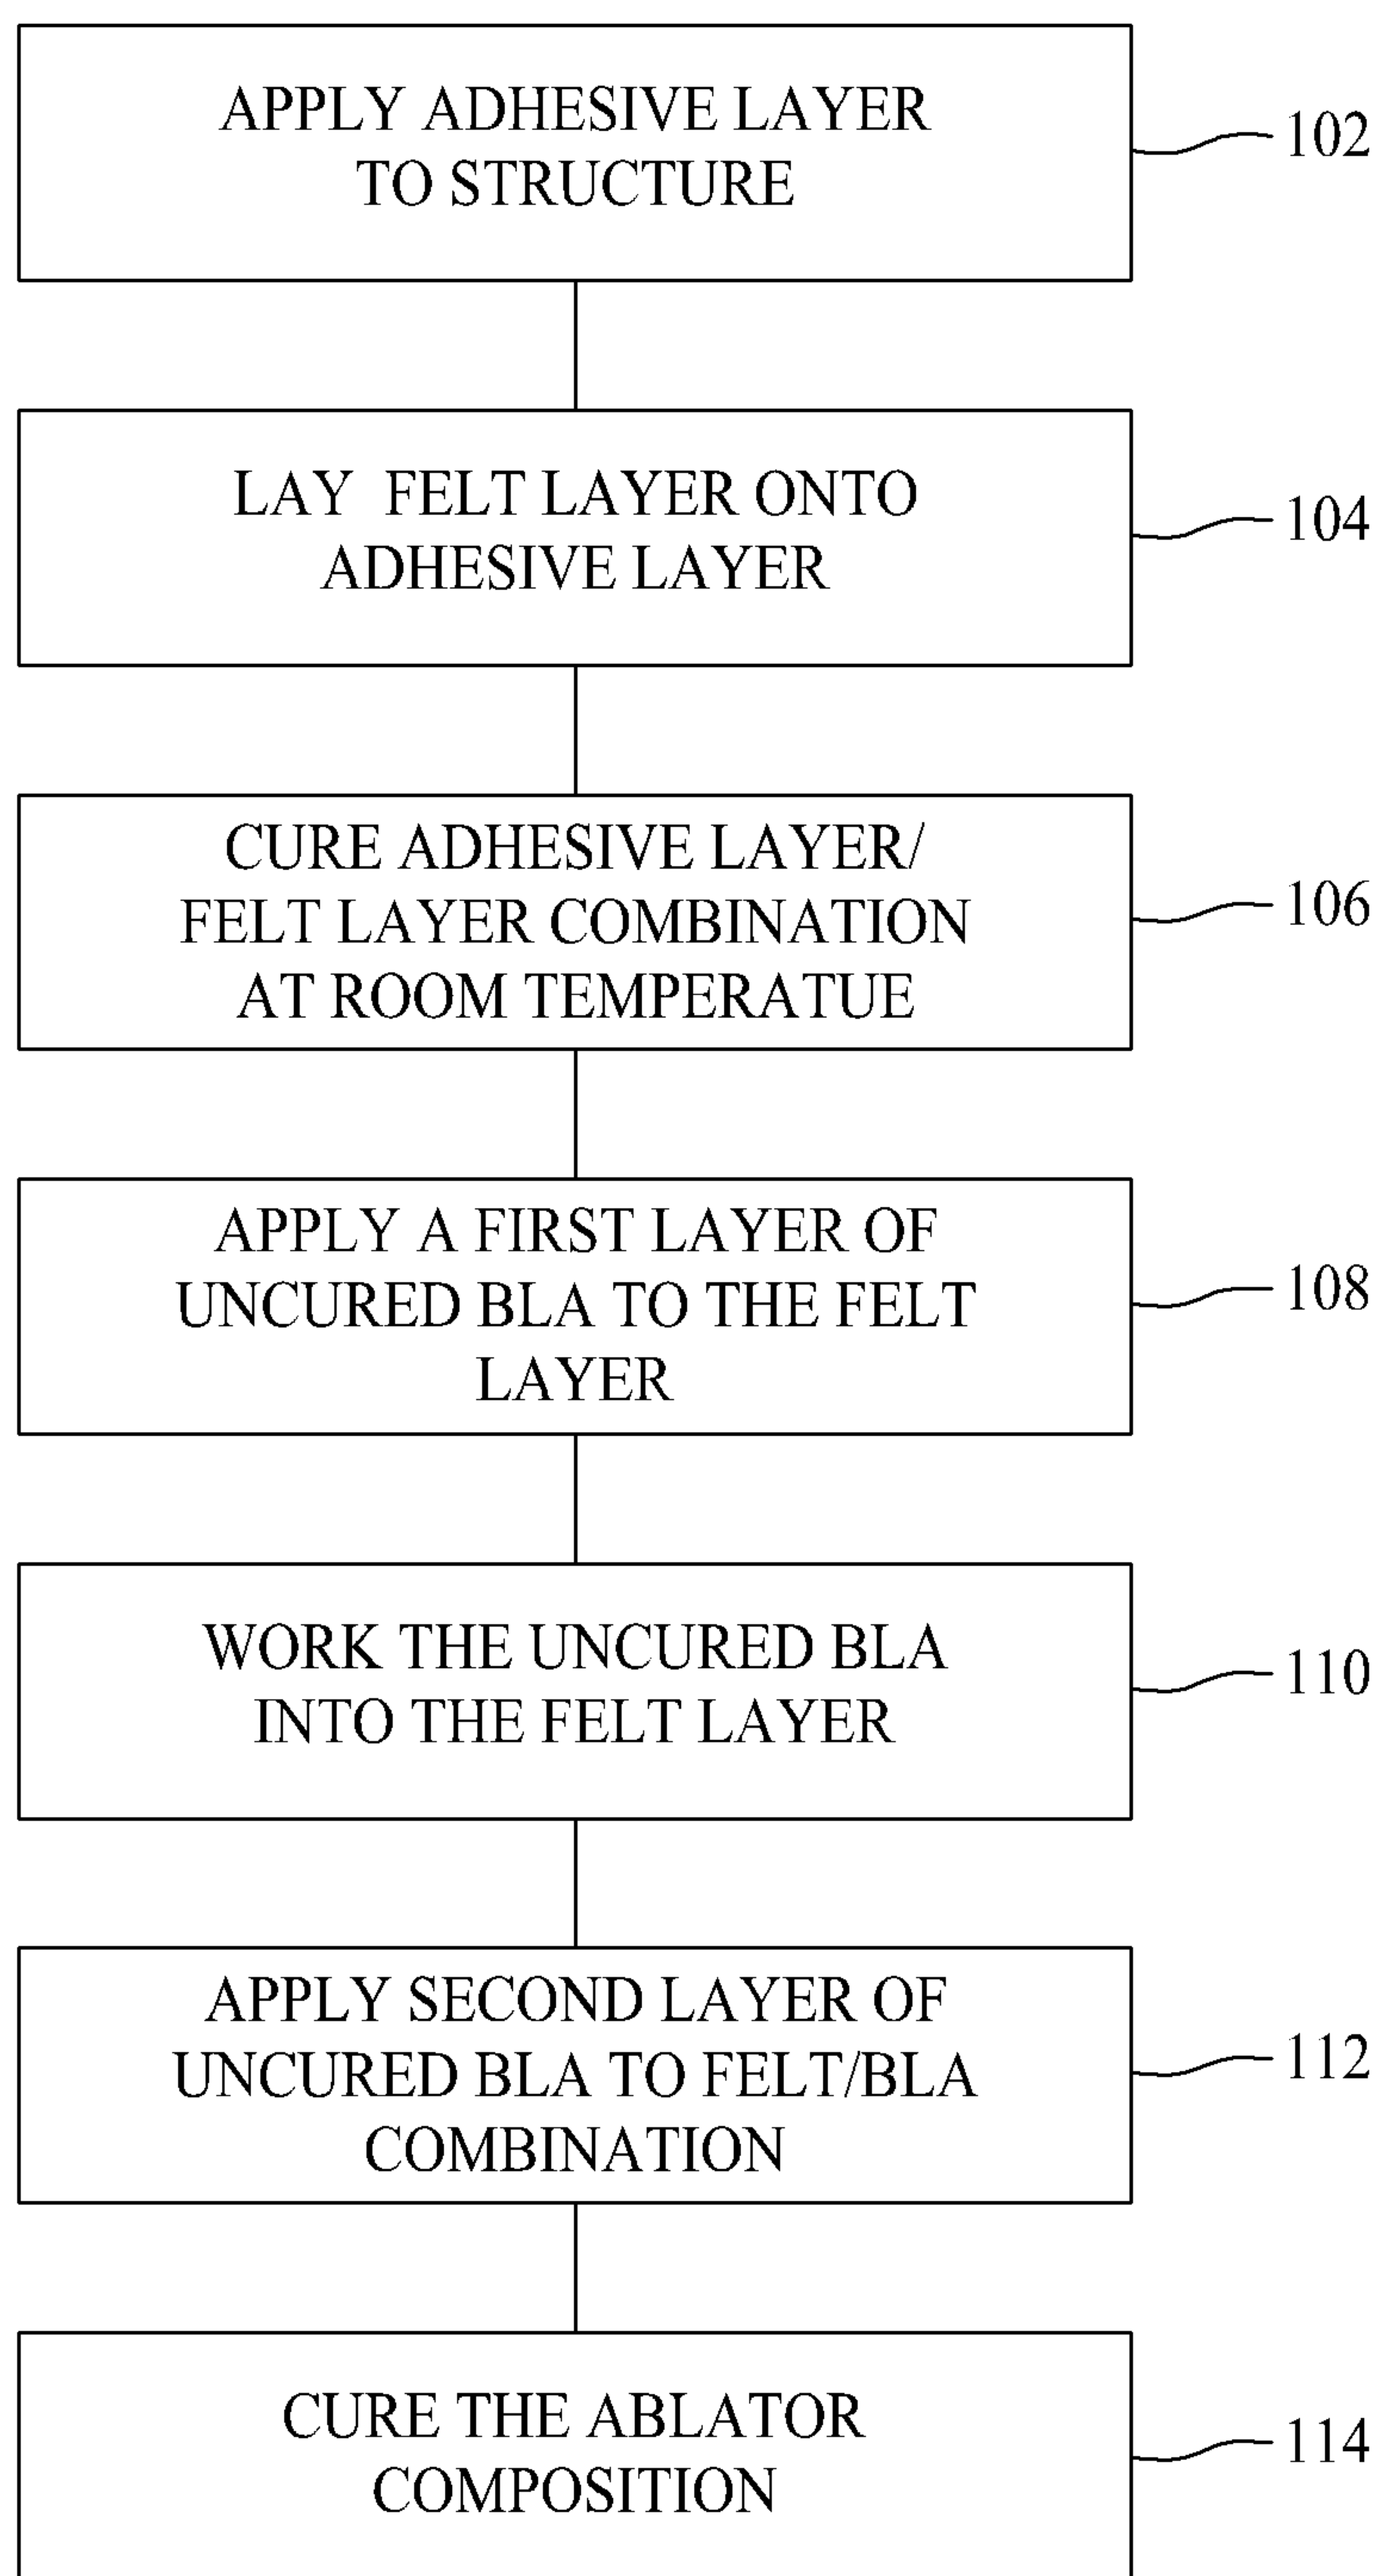 APPLY ADHESIVE LAYER
TO STRUCTURE
102
LAY FELT LAYER ONTO
ADHESIVE LAYER
104
CURE ADHESIVE LAYER/
FELT LAYER COMBINATION
AT ROOM TEMPERATUE
106
APPLY A FIRST LAYER OF
UNCURED BLA TO THE FELT
LAYER
108
WORK THE UNCURED BLA
INTO THE FELT LAYER
110
APPLY SECOND LAYER OF
UNCURED BLA TO FELT/BLA
COMBINATION
112
CURE THE ABLATOR
COMPOSITION
114